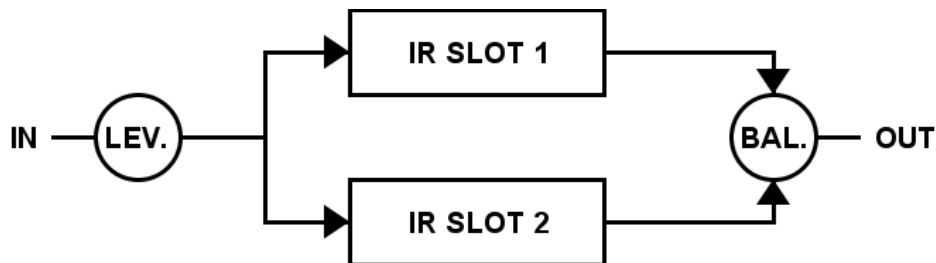 IR SLOT 1
IN
LEV.
BAL.
OUT
IR SLOT 2